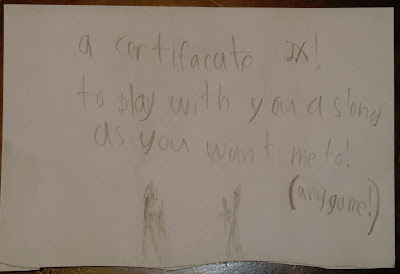 a certifacate 2x!
to play with you as long
as you want me to!
(any game!)